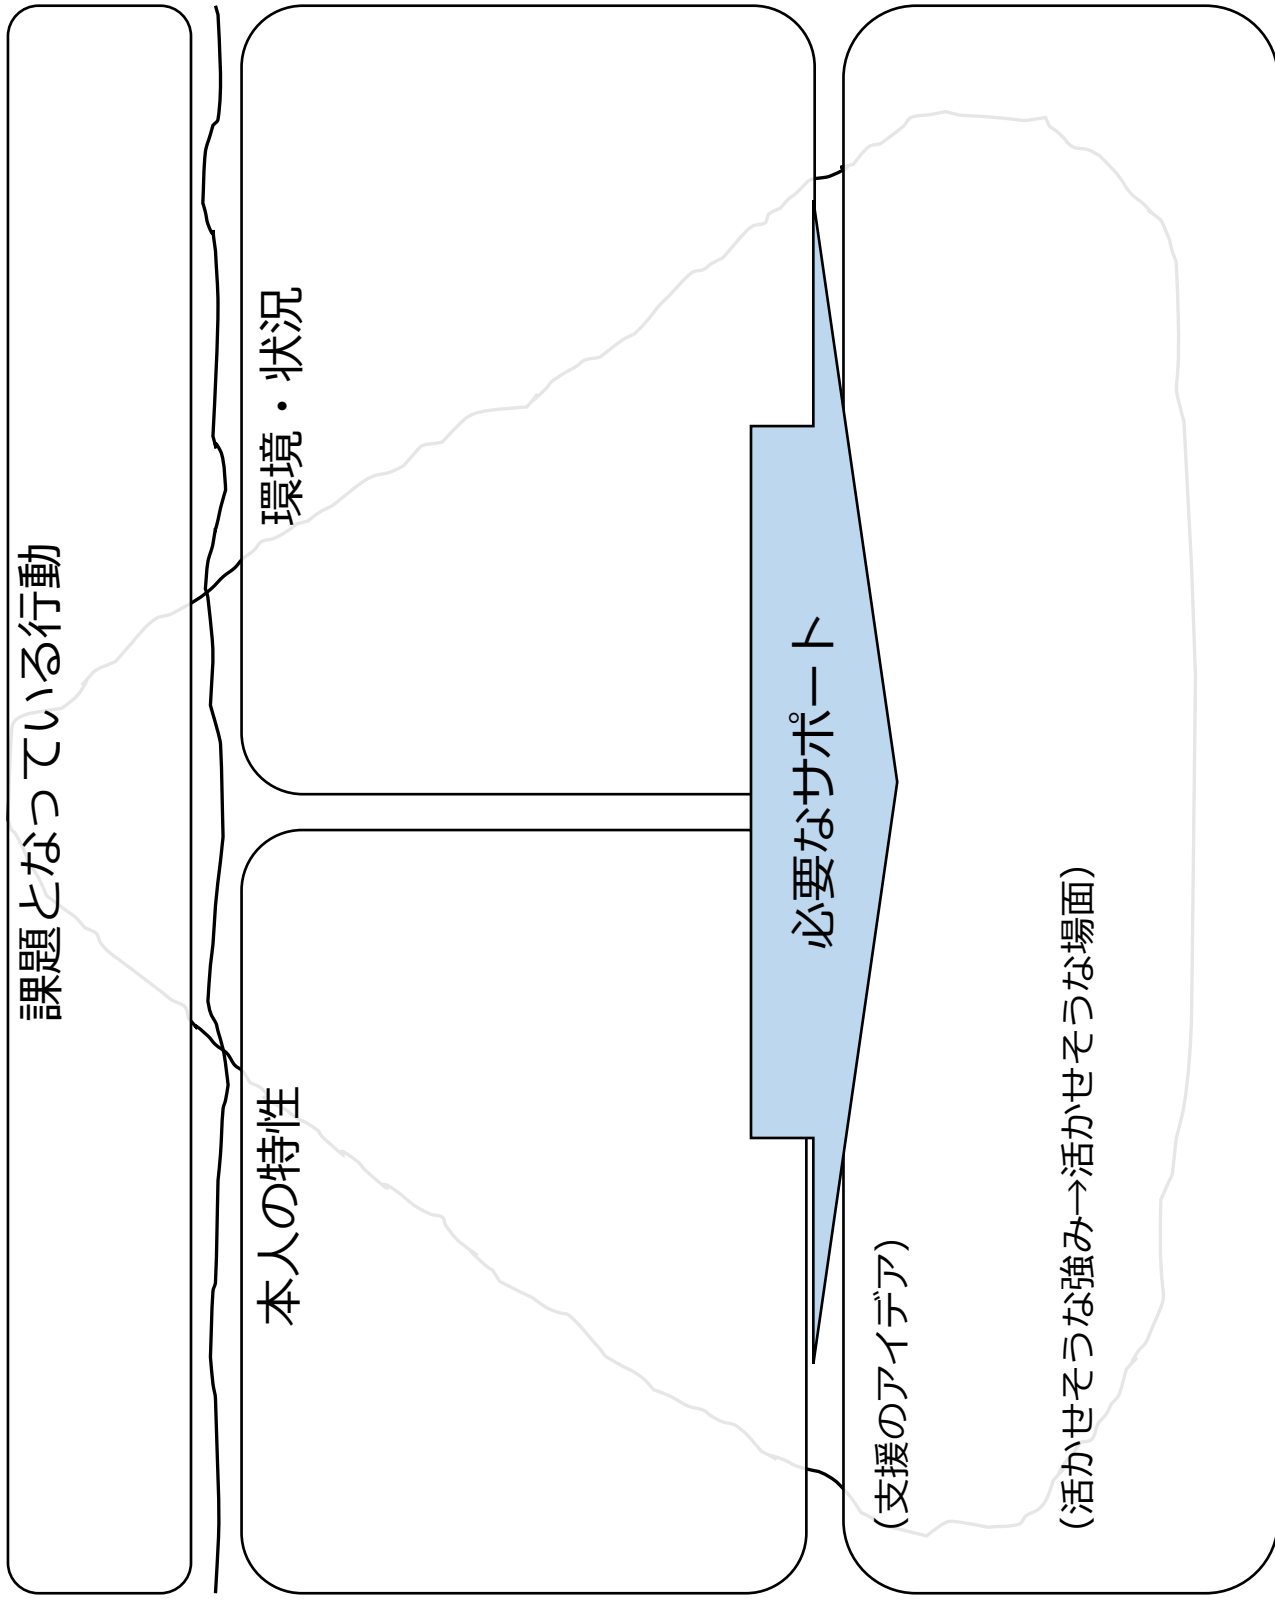 課題となっている行動
本人の特性
環境・状況
必要なサポート
(支援のアイデア)
(活かせそうな強み→活かせそうな場面)